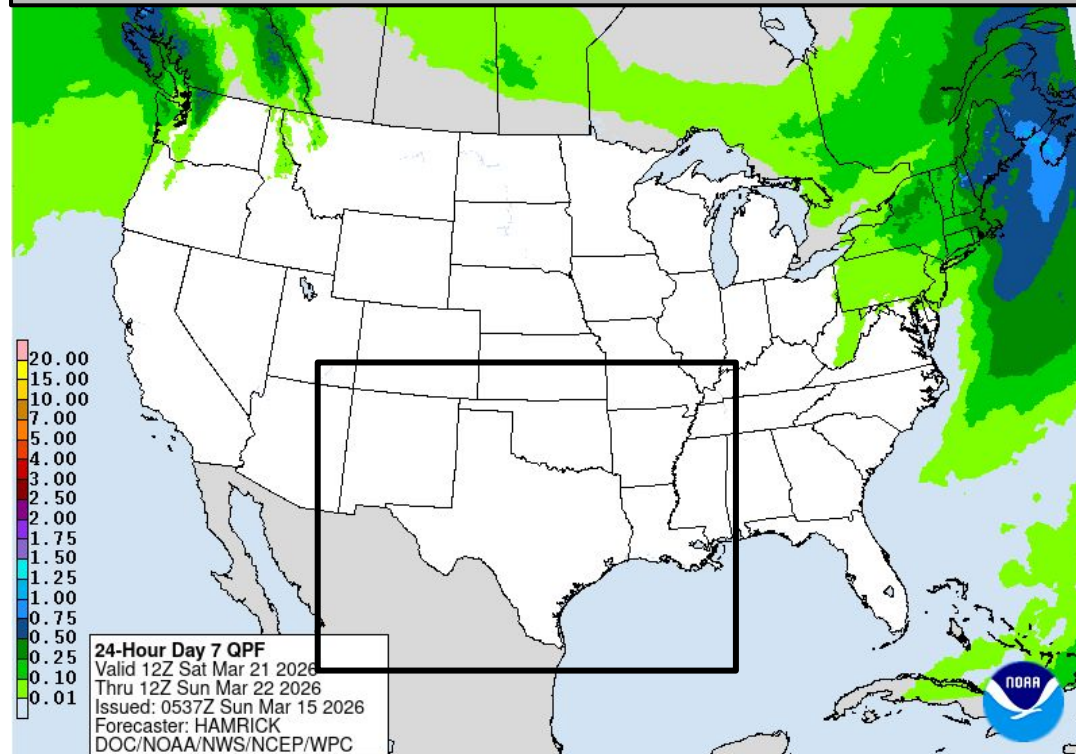 20.00
15.00
10.00
7.00
5.00
4.00
3.00
2.50
2.00
1.75
1.50
1.25
1.00
0.75
0.50
0.25
0.10
0.01
24-Hour Day 7 QPF
Valid 12Z Sat Mar 21 2026
Thru 12Z Sun Mar 22 2026
Issued: 0537Z Sun Mar 15 2026
Forecaster: HAMRICK
DOC/NOAA/NWS/NCEP/WPC
NOAA